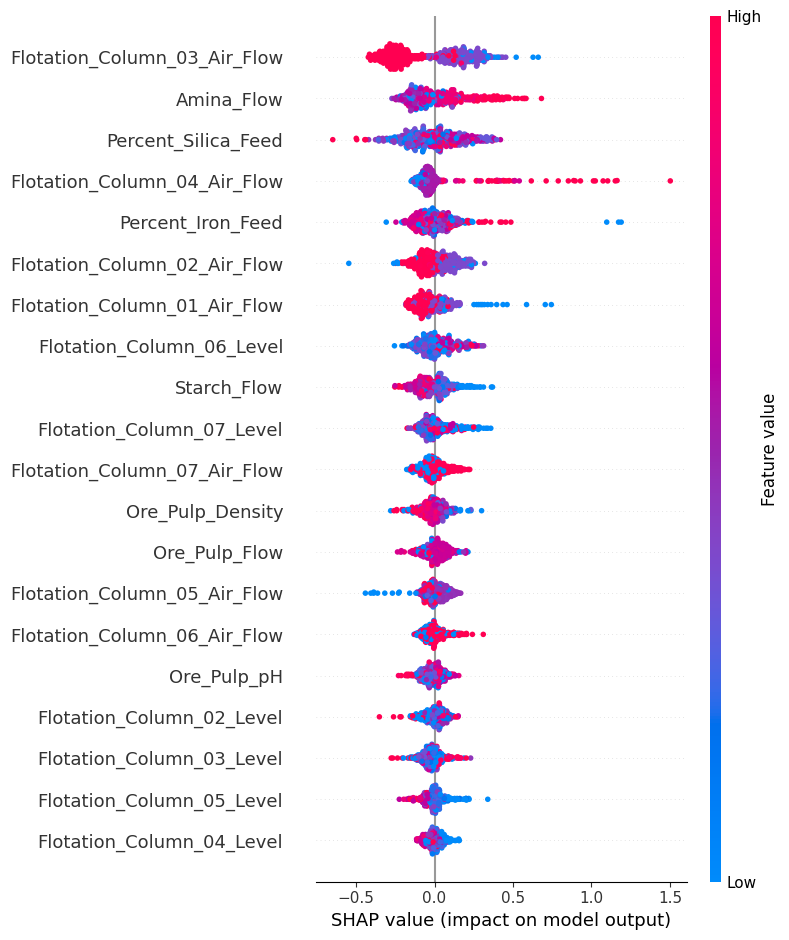 High
Flotation_Column_03_Air_Flow
Amina_Flow
Percent_Silica_Feed
Flotation_Column_04_Air_Flow
Percent_Iron_Feed
Flotation_Column_02_Air_Flow
Flotation_Column_01_Air_Flow
Flotation_Column_06_Level
Starch_Flow
Flotation_Column_07_Level
Flotation_Column_07_Air_Flow
Ore_Pulp_Density
Ore_Pulp_Flow
Flotation_Column_05_Air_Flow
Flotation_Column_06_Air_Flow
Ore_Pulp_pH
Flotation_Column_02_Level
Flotation_Column_03_Level
Flotation_Column_05_Level
Flotation_Column_04_Level
Feature value
Low
−0.5 0.0 0.5 1.0 1.5
SHAP value (impact on model output)